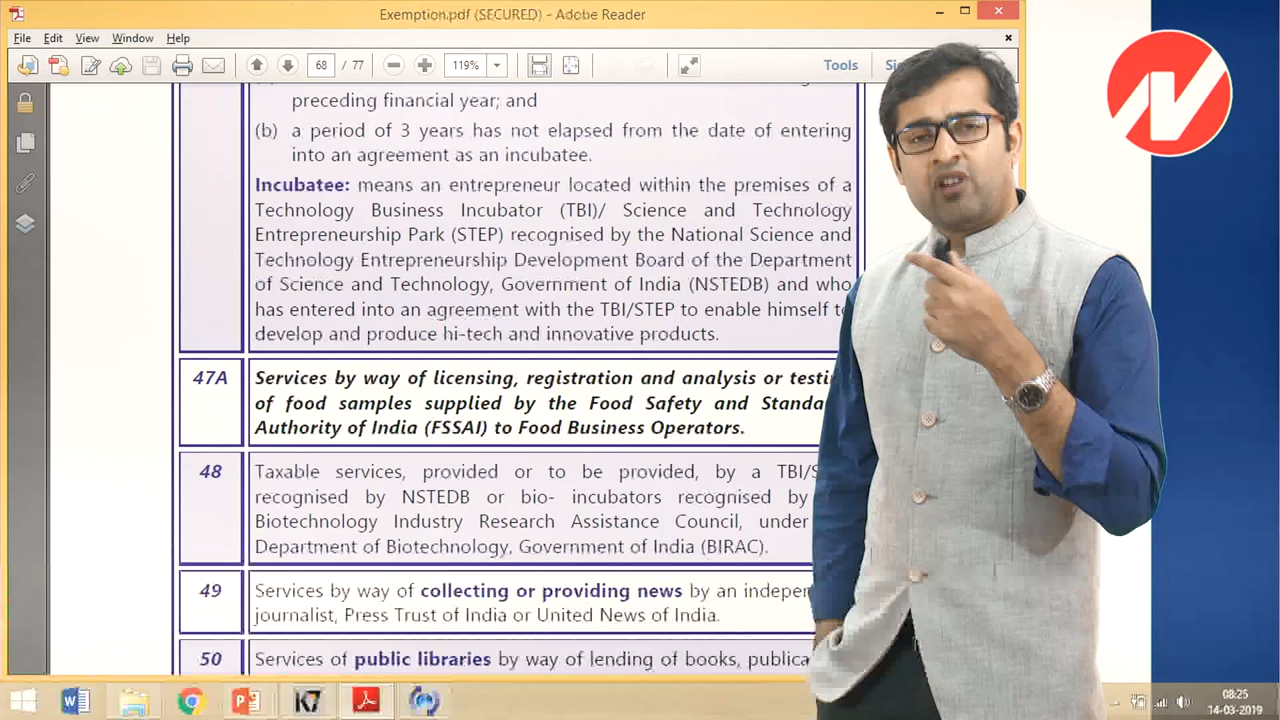 Exemption.pdf (SECURED) - Adobe Reader
File Edit View Window Help
68 / 77 119% Tools
preceding financial year; and
(b) a period of 3 years has not elapsed from the date of entering
into an agreement as an incubatee.
Incubatee: means an entrepreneur located within the premises of a
Technology Business Incubator (TBI)/ Science and Technology
Entrepreneurship Park (STEP) recognised by the National Science and
Technology Entrepreneurship Development Board of the Department
of Science and Technology, Government of India (NSTEDB) and who
has entered into an agreement with the TBI/STEP to enable himself
develop and produce hi-tech and innovative products.
47A Services by way of licensing, registration and analysis or
of food samples supplied by the Food Safety and
Authority of India (FSSAI) to Food Business Operators.
48 Taxable services, provided or to be provided, by a
recognised by NSTEDB or bio- incubators recognised by
Biotechnology Industry Research Assistance Council, under
Department of Biotechnology, Government of India (BIRAC).
49 Services by way of collecting or providing news by an
journalist, Press Trust of India or United News of India.
50 Services of public libraries by way of lending of books,
08:25
14-03-2019